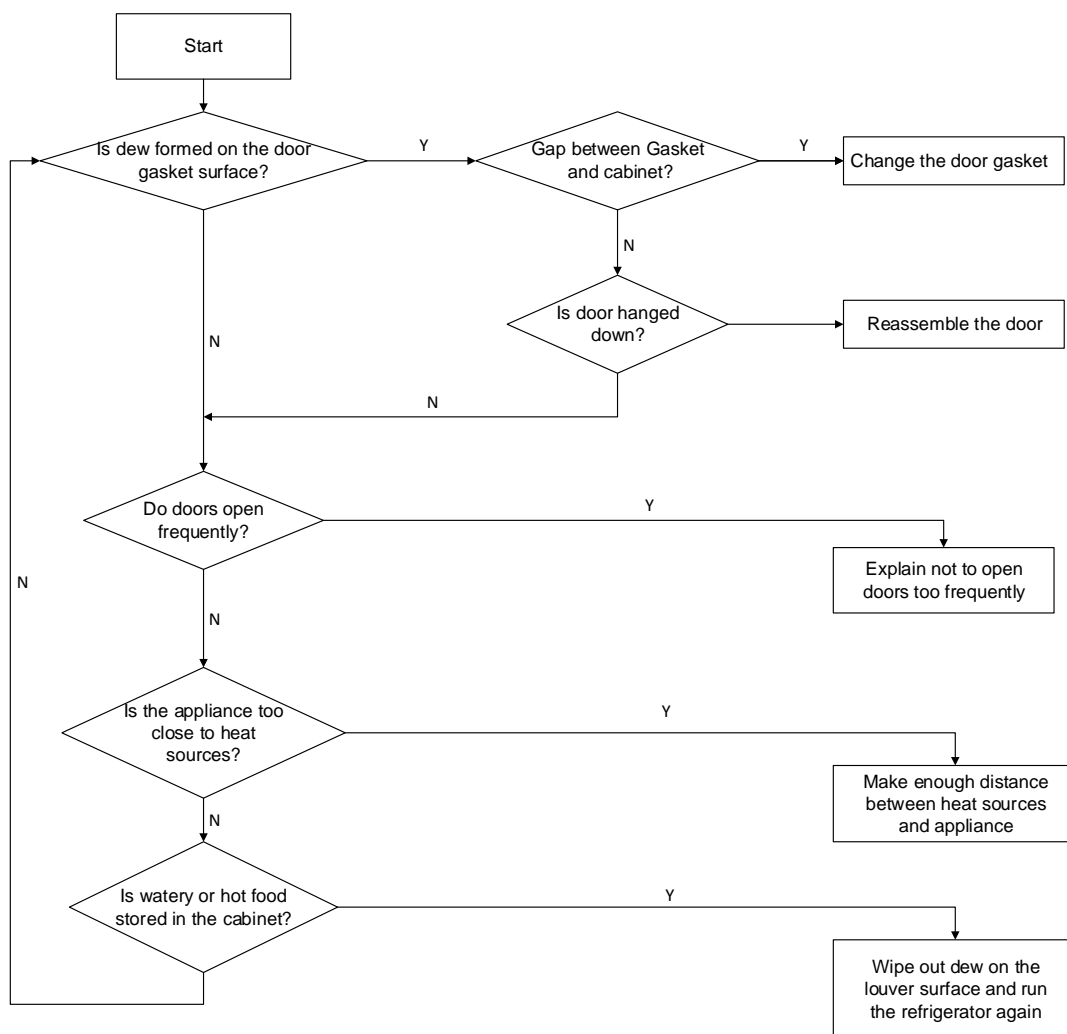 Start
Is dew formed on the door
gasket surface?
Y
Gap between Gasket
and cabinet?
Y
Change the door gasket
N
Is door hanged
down?
Reassemble the door
N
N
Do doors open
frequently?
Y
Explain not to open
doors too frequently
N
N
Is the appliance too
close to heat
sources?
Y
Make enough distance
between heat sources
and appliance
N
Is watery or hot food
stored in the cabinet?
Y
Wipe out dew on the
louver surface and run
the refrigerator again